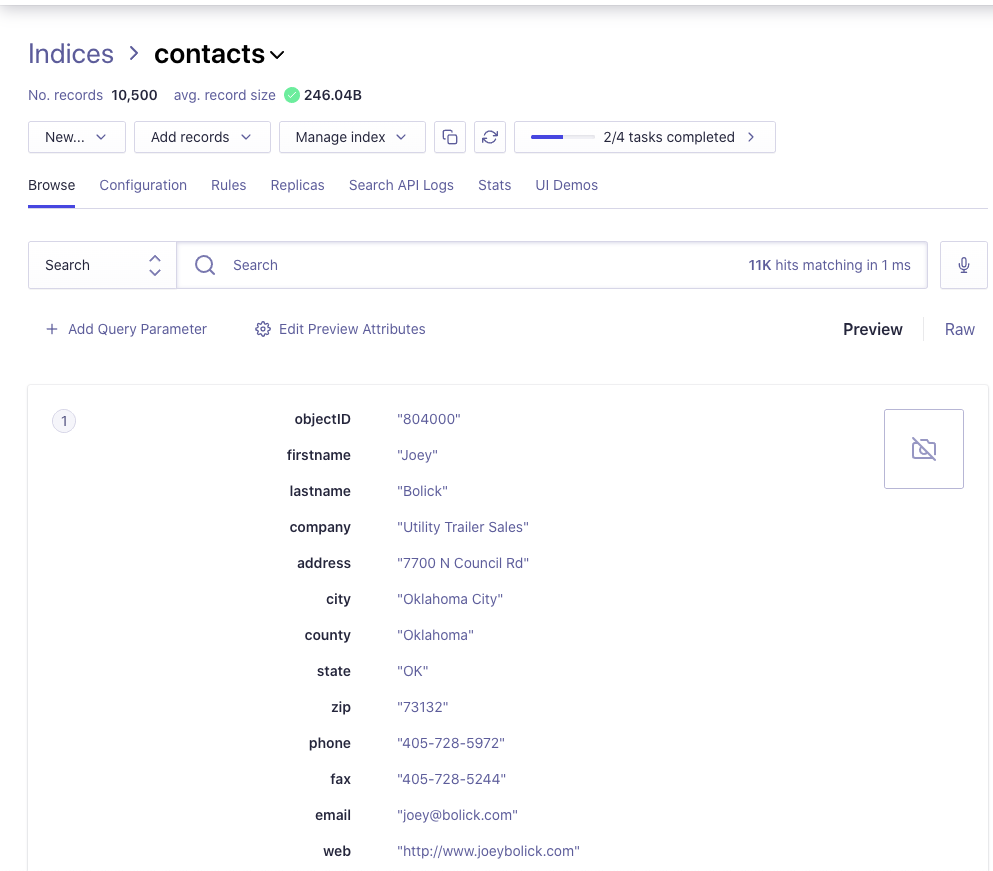 Indices > contacts
No. records 10,500 avg. record size 246.04B
New... Add records Manage index 2/4 tasks completed
Browse Configuration Rules Replicas Search API Logs Stats UI Demos
Search Search 11K hits matching in 1 ms
+ Add Query Parameter Edit Preview Attributes Preview Raw
1 objectID "804000"
firstname "Joey"
lastname "Bolick"
company "Utility Trailer Sales"
address "7700 N Council Rd"
city "Oklahoma City"
county "Oklahoma"
state "OK"
zip "73132"
phone "405-728-5972"
fax "405-728-5244"
email "joey@bolick.com"
web "http://www.joeybolick.com"